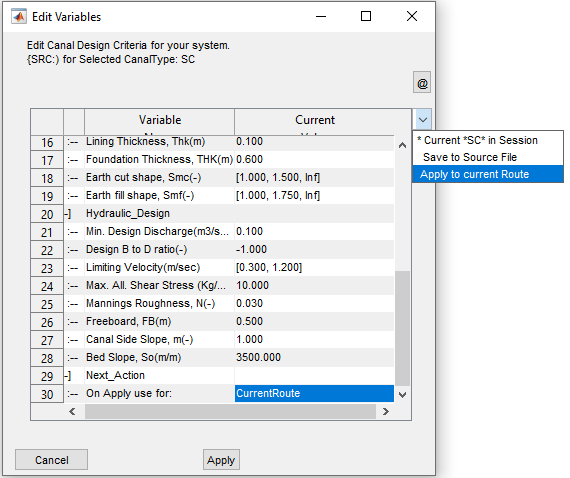 Edit Variables
Edit Canal Design Criteria for your system.
{SRC:) for Selected CanalType: SC
@
Variable Current
* Current *SC* in Session
Save to Source File
Apply to current Route
16 :-- Lining Thickness, Thk(m) 0.100
17 :-- Foundation Thickness, THK(m) 0.600
18 :-- Earth cut shape, Smc(-) [1.000, 1.500, Inf]
19 :-- Earth fill shape, Smf(-) [1.000, 1.750, Inf]
20 -] Hydraulic_Design
21 :-- Min. Design Discharge(m3/s... 0.100
22 :-- Design B to D ratio(-) -1.000
23 :-- Limiting Velocity(m/sec) [0.300, 1.200]
24 :-- Max. All. Shear Stress (Kg/... 10.000
25 :-- Mannings Roughness, N(-) 0.030
26 :-- Freeboard, FB(m) 0.500
27 :-- Canal Side Slope, m(-) 1.000
28 :-- Bed Slope, So(m/m) 3500.000
29 -] Next_Action
30 :-- On Apply use for: CurrentRoute
Cancel Apply